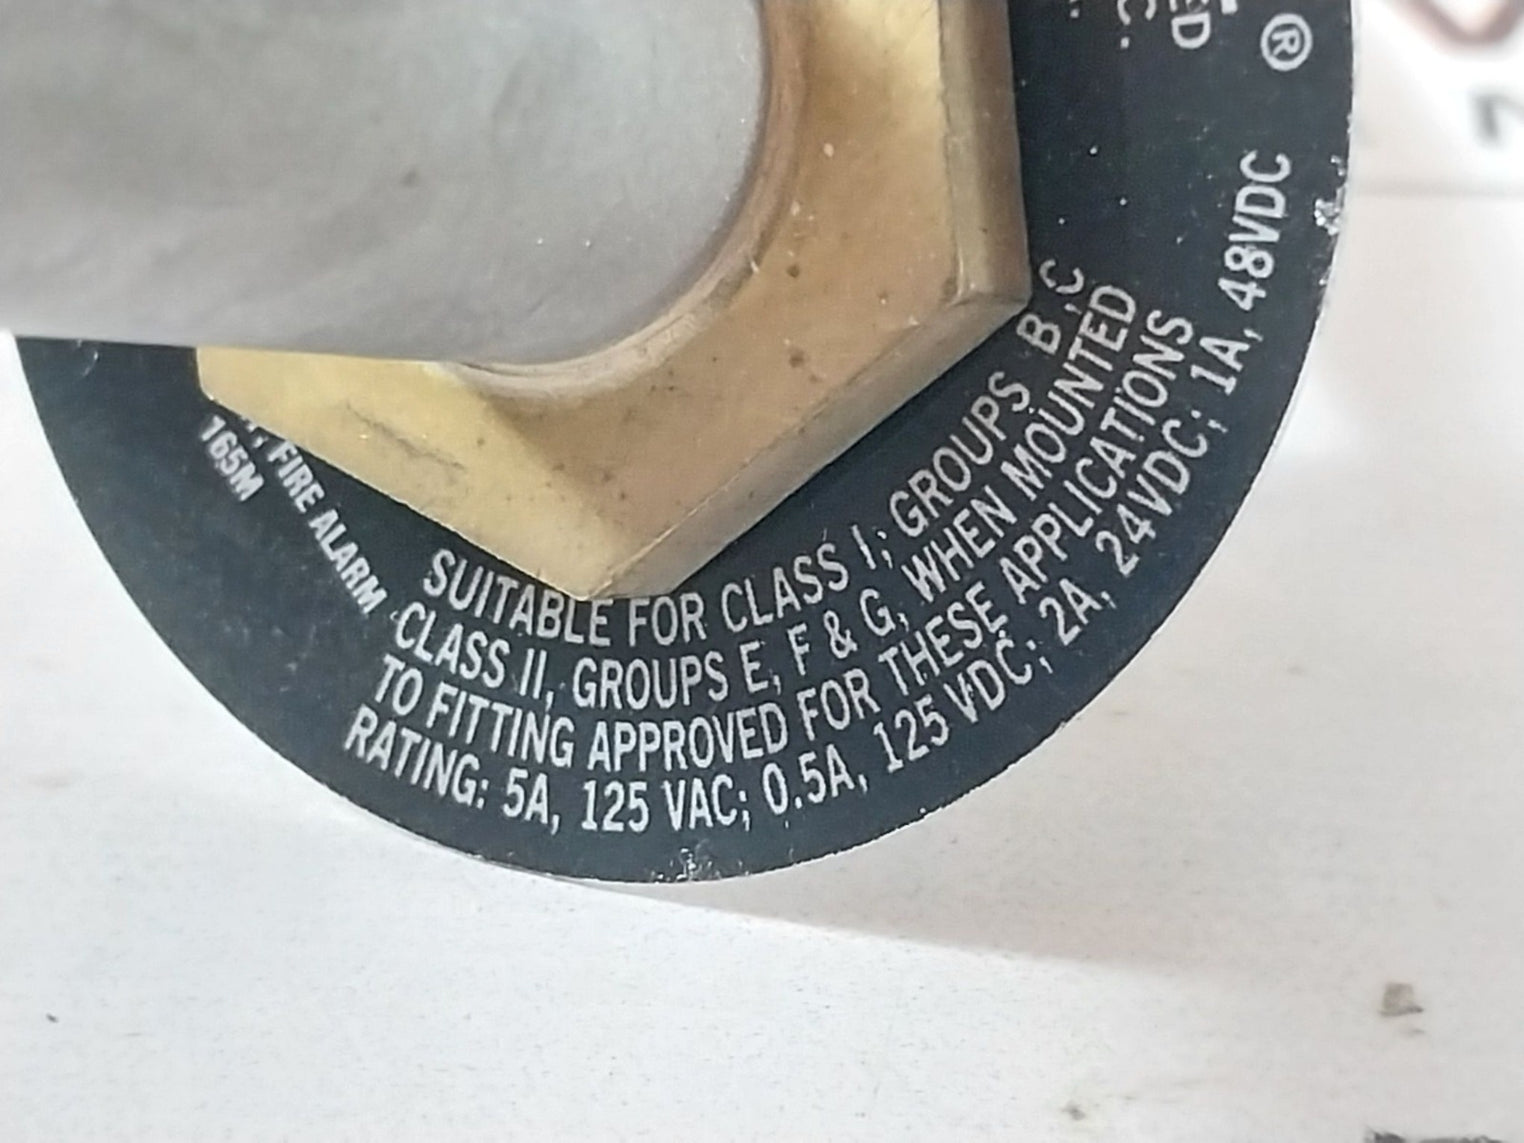 SUITABLE FOR CLASS I; GROUPS B, C
CLASS II, GROUPS E, F & G, WHEN MOUNTED
TO FITTING APPROVED FOR THESE APPLICATIONS
RATING: 5A, 125 VAC; 0.5A, 125 VDC; 2A, 24VDC; 1A, 48VDC
FIRE ALARM
165M
®